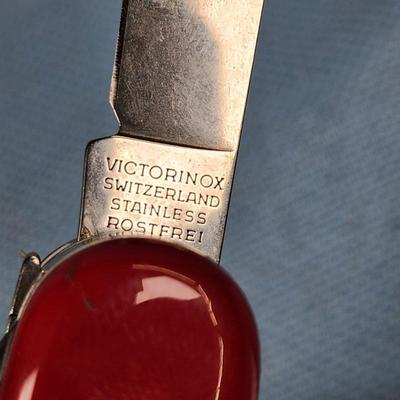 VICTORINOX
SWITZERLAND
STAINLESS
ROSTFREI